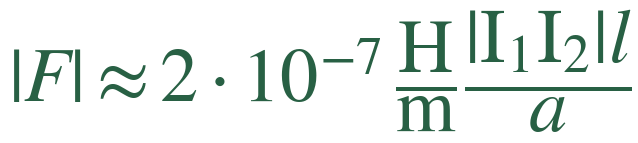 |F| ≈ 2 · 10⁻⁷ H/m |I₁I₂|l/a